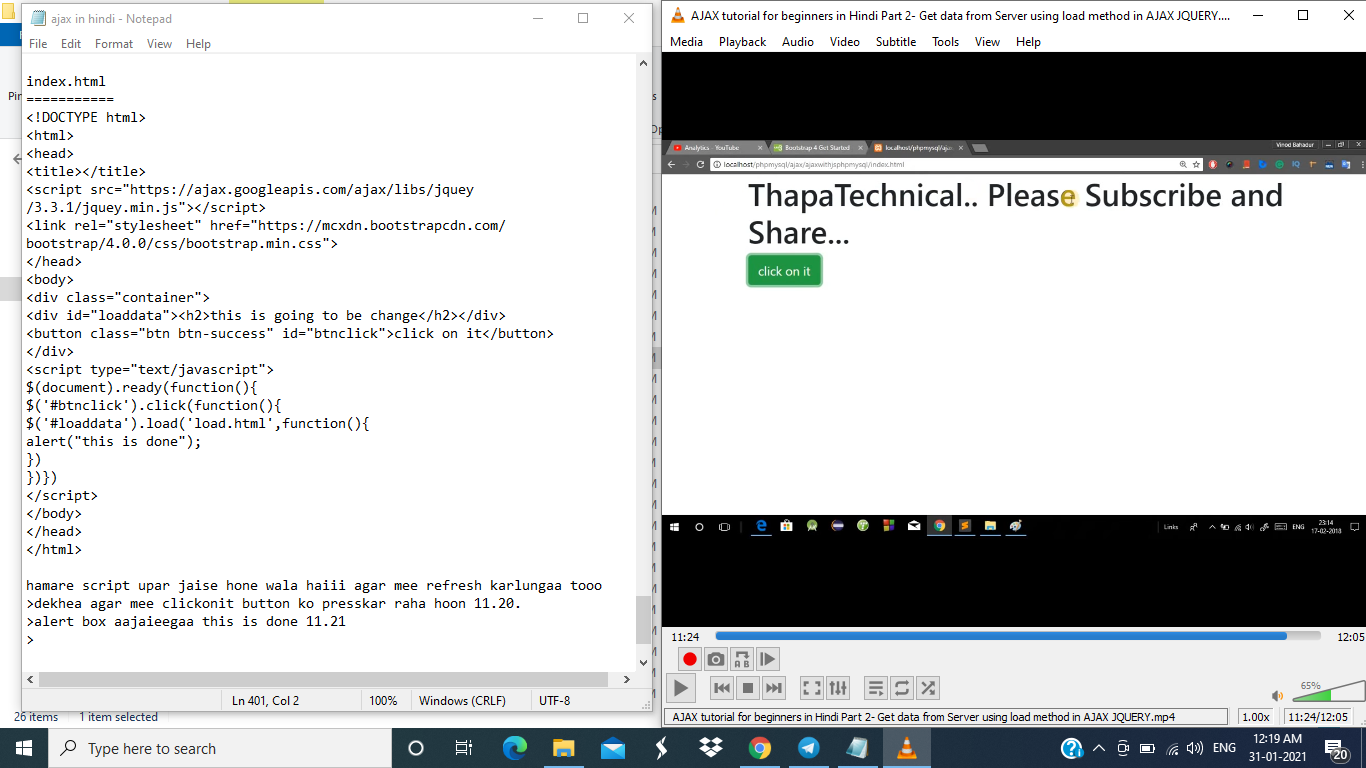 ajax in hindi - Notepad
File Edit Format View Help
index.html
===========
<!DOCTYPE html>
<html>
<head>
<title></title>
<script src="https://ajax.googleapis.com/ajax/libs/jquey
/3.3.1/jquey.min.js"></script>
<link rel="stylesheet" href="https://mcxdn.bootstrapcdn.com/
bootstrap/4.0.0/css/bootstrap.min.css">
</head>
<body>
<div class="container">
<div id="loaddata"><h2>this is going to be change</h2></div>
<button class="btn btn-success" id="btnclick">click on it</button>
</div>
<script type="text/javascript">
$(document).ready(function(){
$('#btnclick').click(function(){
$('#loaddata').load('load.html',function(){
alert("this is done");
})
})})
</script>
</body>
</head>
</html>
hamare script upar jaise hone wala haiii agar mee refresh karlungaa tooo
>dekhea agar mee clickonit button ko presskar raha hoon 11.20.
>alert box aajaieegaa this is done 11.21
>
Ln 401, Col 2 100% Windows (CRLF) UTF-8
26 items 1 item selected
AJAX tutorial for beginners in Hindi Part 2- Get data from Server using load method in AJAX JQUERY....
Media Playback Audio Video Subtitle Tools View Help
Analytics - YouTube Bootstrap 4 Get Started localhost/phpmysql/ajax Vinod Bahadur
localhost/phpmysql/ajax/ajaxwithjsphpmysql/index.html
ThapaTechnical.. Please Subscribe and
Share...
click on it
Links ENG 23:14
17-02-2018
11:24 12:05
65%
AJAX tutorial for beginners in Hindi Part 2- Get data from Server using load method in AJAX JQUERY.mp4 1.00x 11:24/12:05
Type here to search
ENG 12:19 AM
31-01-2021
20